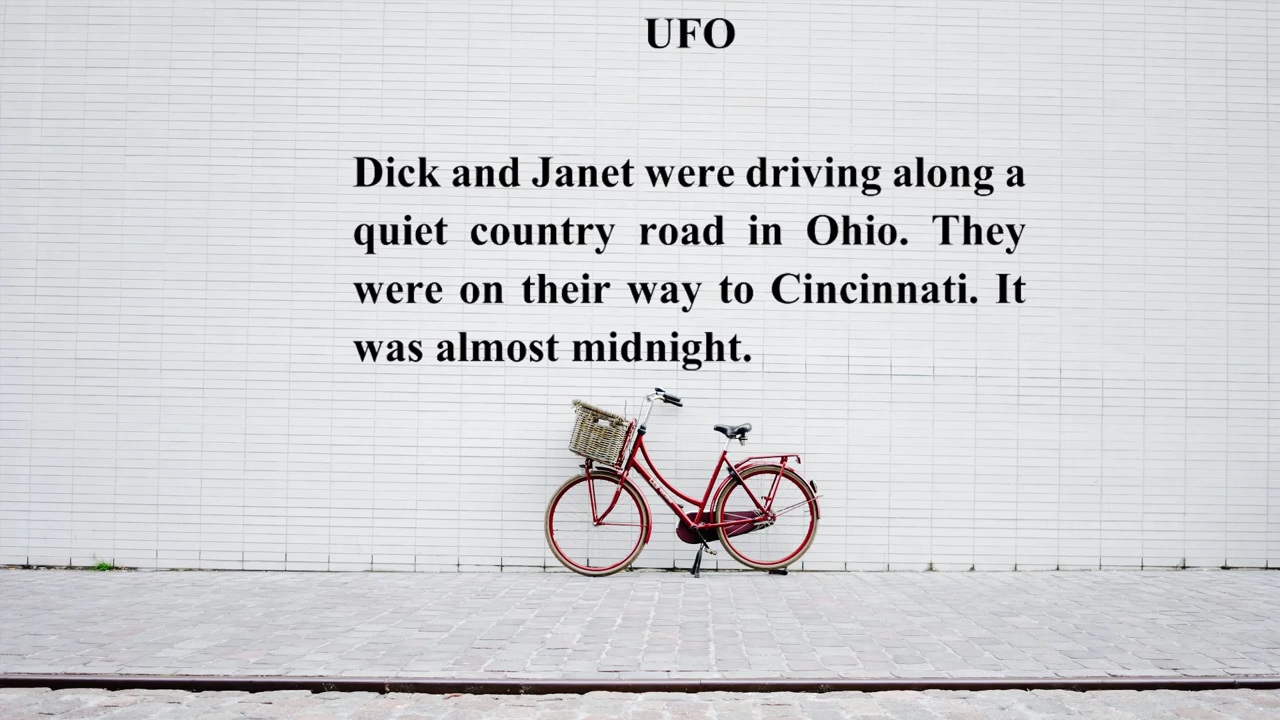 UFO
Dick and Janet were driving along a
quiet country road in Ohio. They
were on their way to Cincinnati. It
was almost midnight.